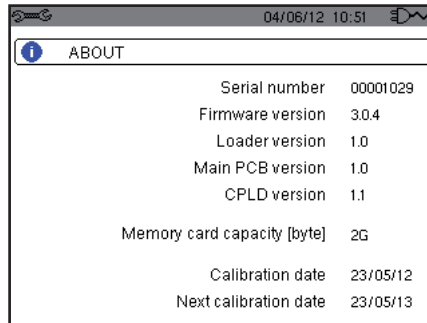 04/06/12 10:51
ABOUT
Serial number 00001029
Firmware version 3.0.4
Loader version 1.0
Main PCB version 1.0
CPLD version 1.1
Memory card capacity [byte] 2G
Calibration date 23/05/12
Next calibration date 23/05/13